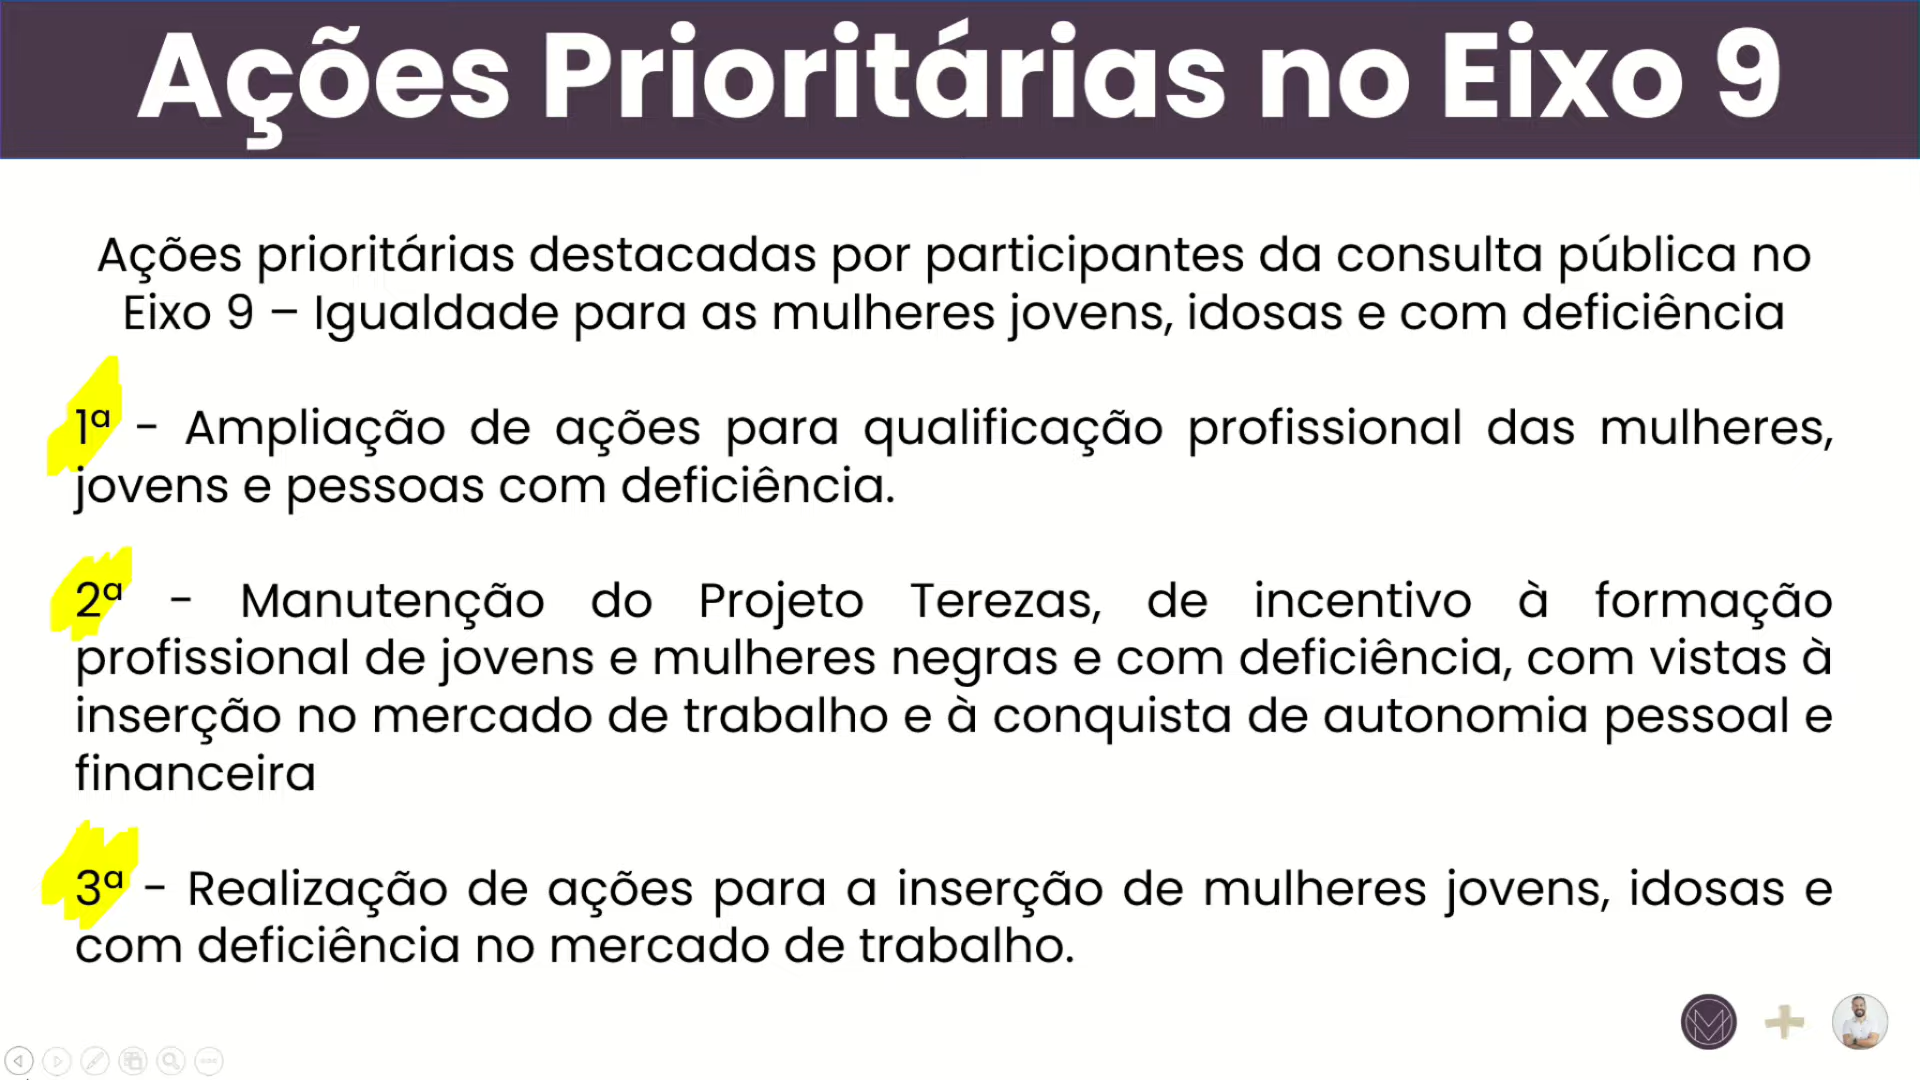 Ações Prioritárias no Eixo 9
Ações prioritárias destacadas por participantes da consulta pública no
Eixo 9 – Igualdade para as mulheres jovens, idosas e com deficiência
1ª - Ampliação de ações para qualificação profissional das mulheres,
jovens e pessoas com deficiência.
2ª - Manutenção do Projeto Terezas, de incentivo à formação
profissional de jovens e mulheres negras e com deficiência, com vistas à
inserção no mercado de trabalho e à conquista de autonomia pessoal e
financeira
3ª - Realização de ações para a inserção de mulheres jovens, idosas e
com deficiência no mercado de trabalho.